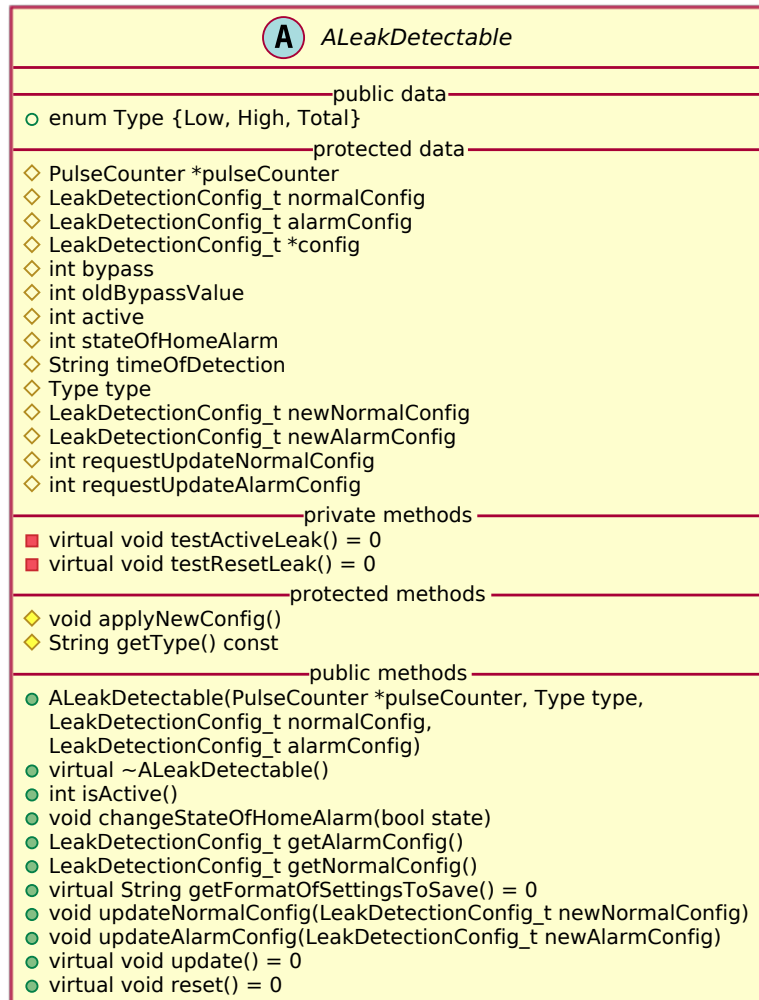 A ALeakDetectable
public data
enum Type {Low, High, Total}
protected data
PulseCounter *pulseCounter
LeakDetectionConfig_t normalConfig
LeakDetectionConfig_t alarmConfig
LeakDetectionConfig_t *config
int bypass
int oldBypassValue
int active
int stateOfHomeAlarm
String timeOfDetection
Type type
LeakDetectionConfig_t newNormalConfig
LeakDetectionConfig_t newAlarmConfig
int requestUpdateNormalConfig
int requestUpdateAlarmConfig
private methods
virtual void testActiveLeak() = 0
virtual void testResetLeak() = 0
protected methods
void applyNewConfig()
String getType() const
public methods
ALeakDetectable(PulseCounter *pulseCounter, Type type,
LeakDetectionConfig_t normalConfig,
LeakDetectionConfig_t alarmConfig)
virtual ~ALeakDetectable()
int isActive()
void changeStateOfHomeAlarm(bool state)
LeakDetectionConfig_t getAlarmConfig()
LeakDetectionConfig_t getNormalConfig()
virtual String getFormatOfSettingsToSave() = 0
void updateNormalConfig(LeakDetectionConfig_t newNormalConfig)
void updateAlarmConfig(LeakDetectionConfig_t newAlarmConfig)
virtual void update() = 0
virtual void reset() = 0